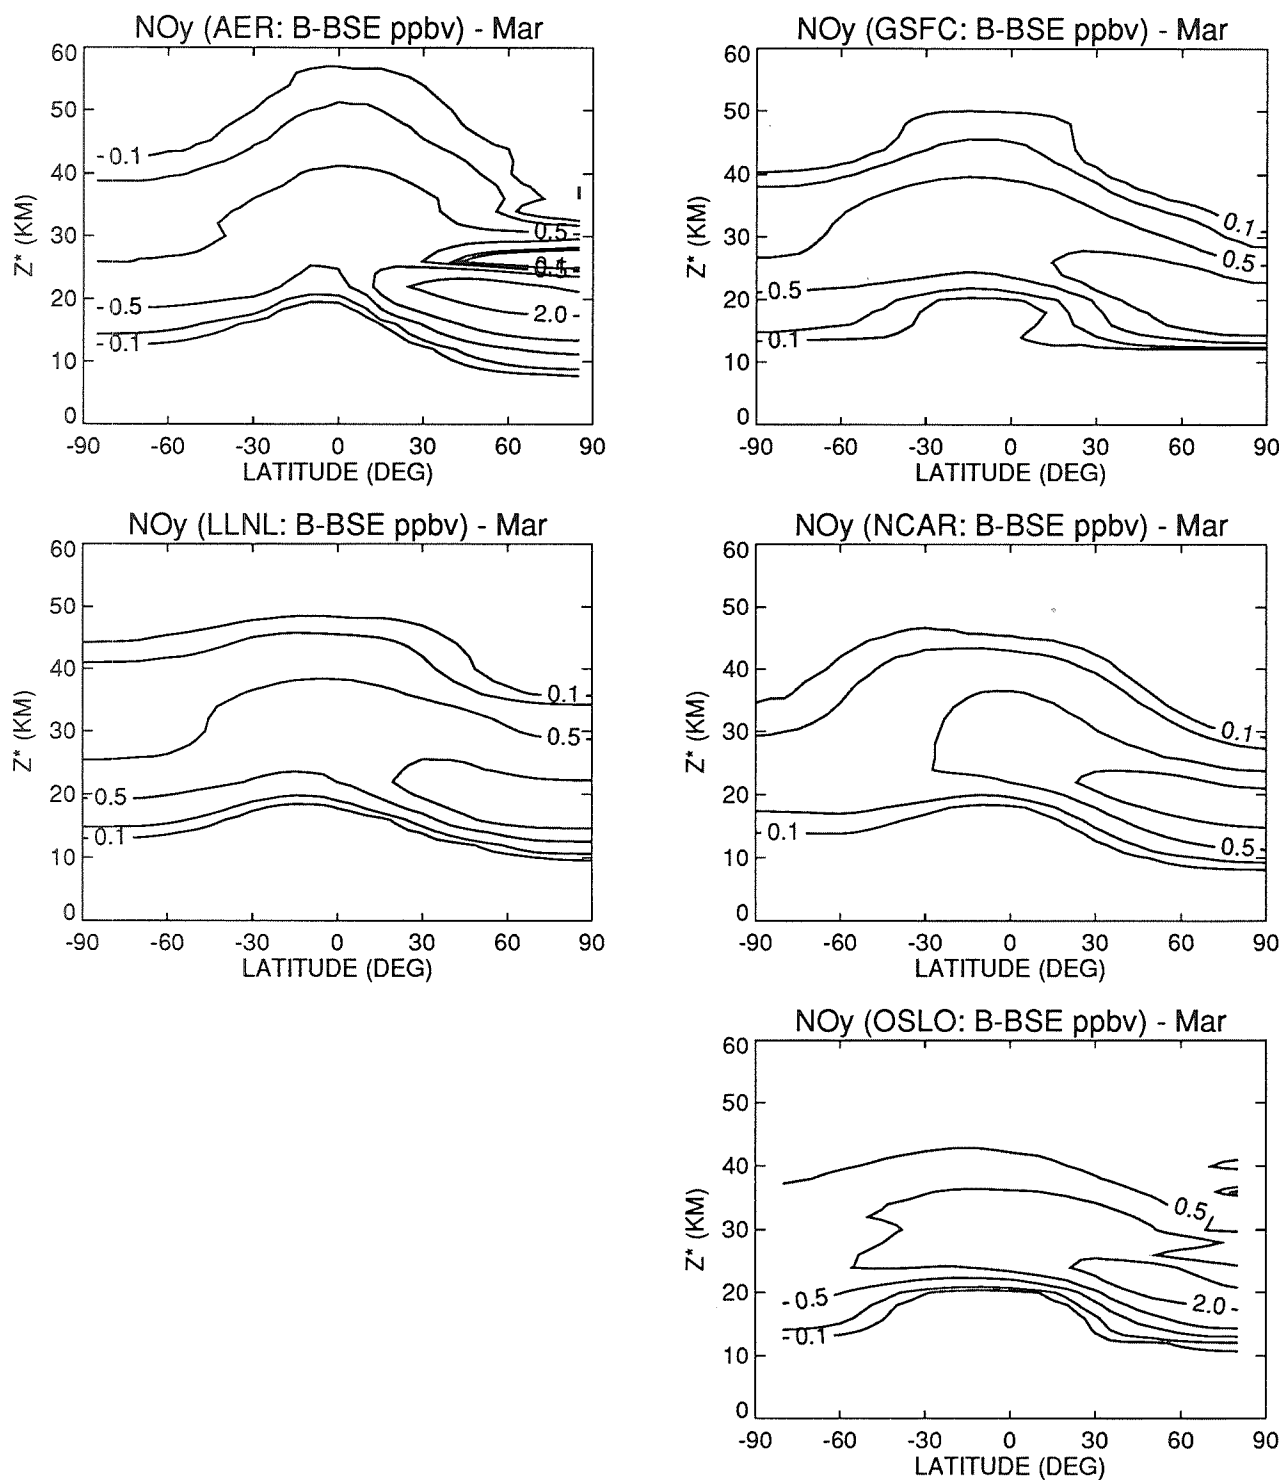 NOy (AER: B-BSE ppbv) - Mar
60
50
40
30
20
10
0
Z* (KM)
0.1
0.5
0.5
2.0
0.1
-90 -60 -30 0 30 60 90
LATITUDE (DEG)
NOy (GSFC: B-BSE ppbv) - Mar
60
50
40
30
20
10
0
Z* (KM)
0.1
0.5
0.5
0.1
-90 -60 -30 0 30 60 90
LATITUDE (DEG)
NOy (LLNL: B-BSE ppbv) - Mar
60
50
40
30
20
10
0
Z* (KM)
0.1
0.5
0.5
0.1
-90 -60 -30 0 30 60 90
LATITUDE (DEG)
NOy (NCAR: B-BSE ppbv) - Mar
60
50
40
30
20
10
0
Z* (KM)
0.1
0.1
0.5
-90 -60 -30 0 30 60 90
LATITUDE (DEG)
NOy (OSLO: B-BSE ppbv) - Mar
60
50
40
30
20
10
0
Z* (KM)
0.5
0.5
2.0
0.1
-90 -60 -30 0 30 60 90
LATITUDE (DEG)